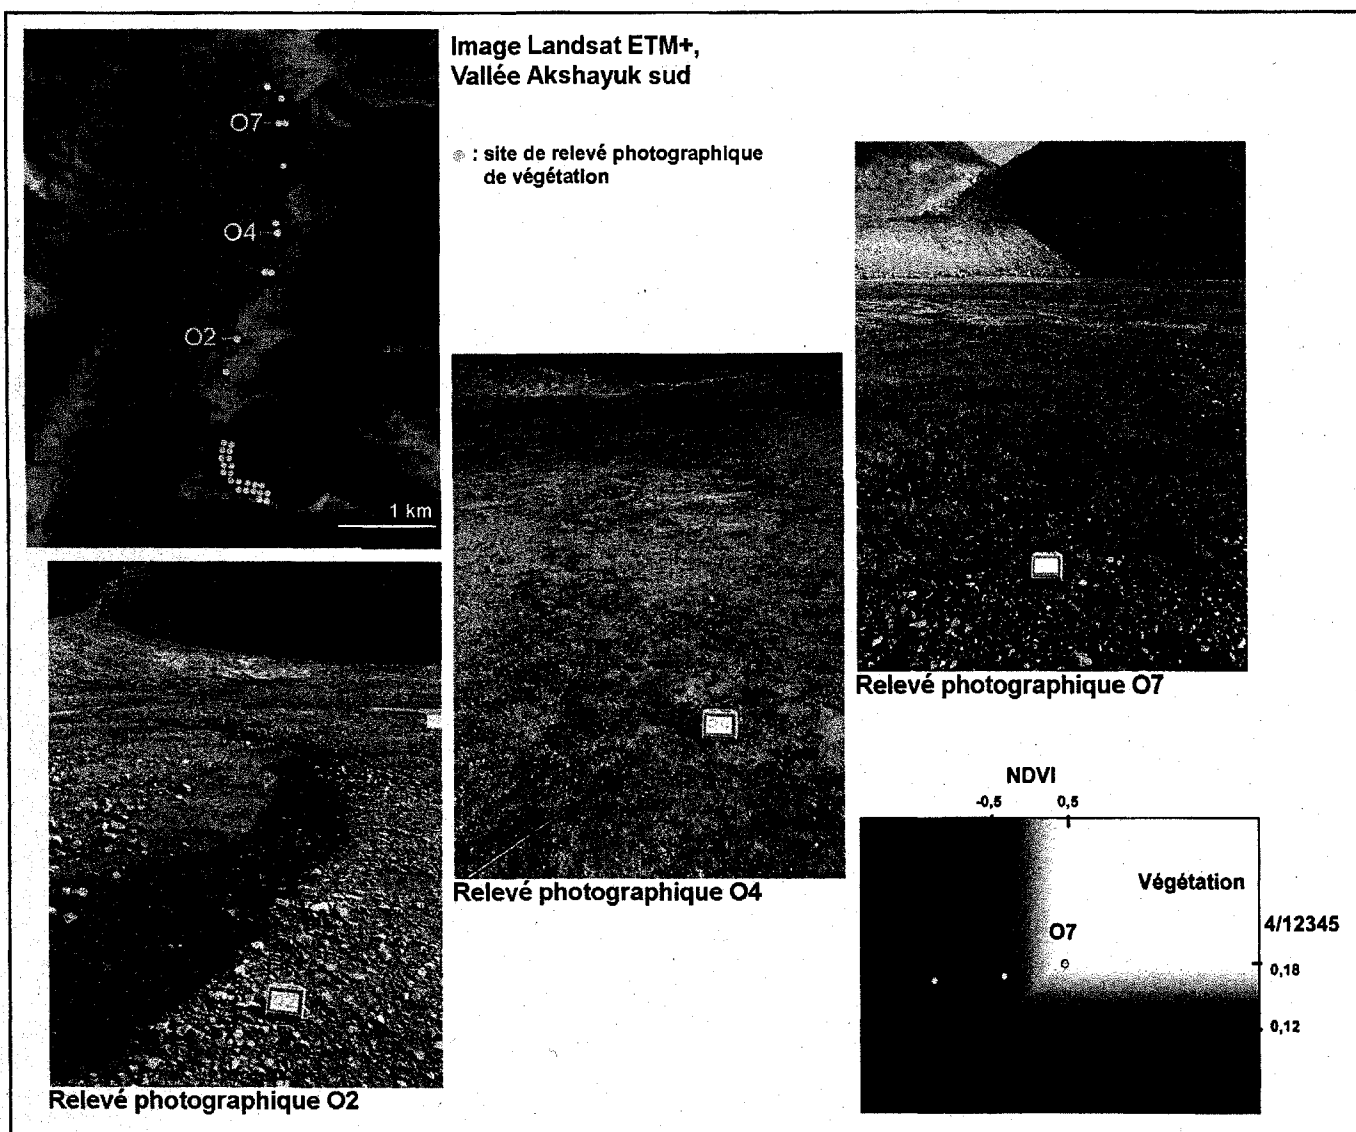 Image Landsat ETM+,
Vallée Akshayuk sud
: site de relevé photographique
de végétation
O7
O4
O2
1 km
Relevé photographique O7
Relevé photographique O4
Relevé photographique O2
NDVI
-0,5 0,5
Végétation
4/12345
O7
0,18
0,12